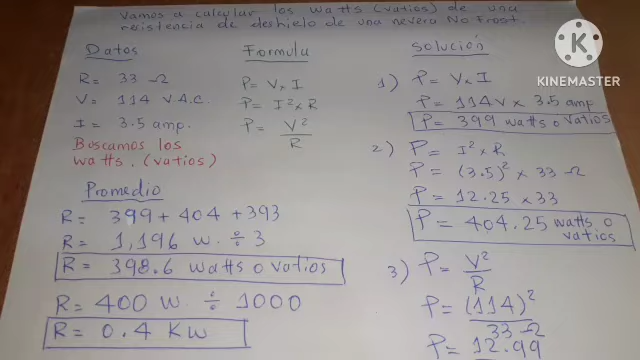 Vamos a calcular los watts (vatios) de una
resistencia de deshielo de una nevera No Frost.
Datos
R = 33 Ω
V = 114 V A.C.
I = 3.5 amp.
Buscamos los
watts. (vatios)
Formula
P = V x I
P = I² x R
P = V²
R
Solución
1) P = V x I
P = 114V x 3.5 amp
P = 399 watts o vatios
2) P = I² x R
P = (3.5)² x 33 Ω
P = 12.25 x 33
P = 404.25 watts o
vatios
3) P = V²
R
P = (114)²
33 Ω
P = 12.99
Promedio
R = 399 + 404 + 393
R = 1,196 w. ÷ 3
R = 398.6 watts o vatios
R = 400 w ÷ 1000
R = 0.4 Kw
K
KINEMASTER